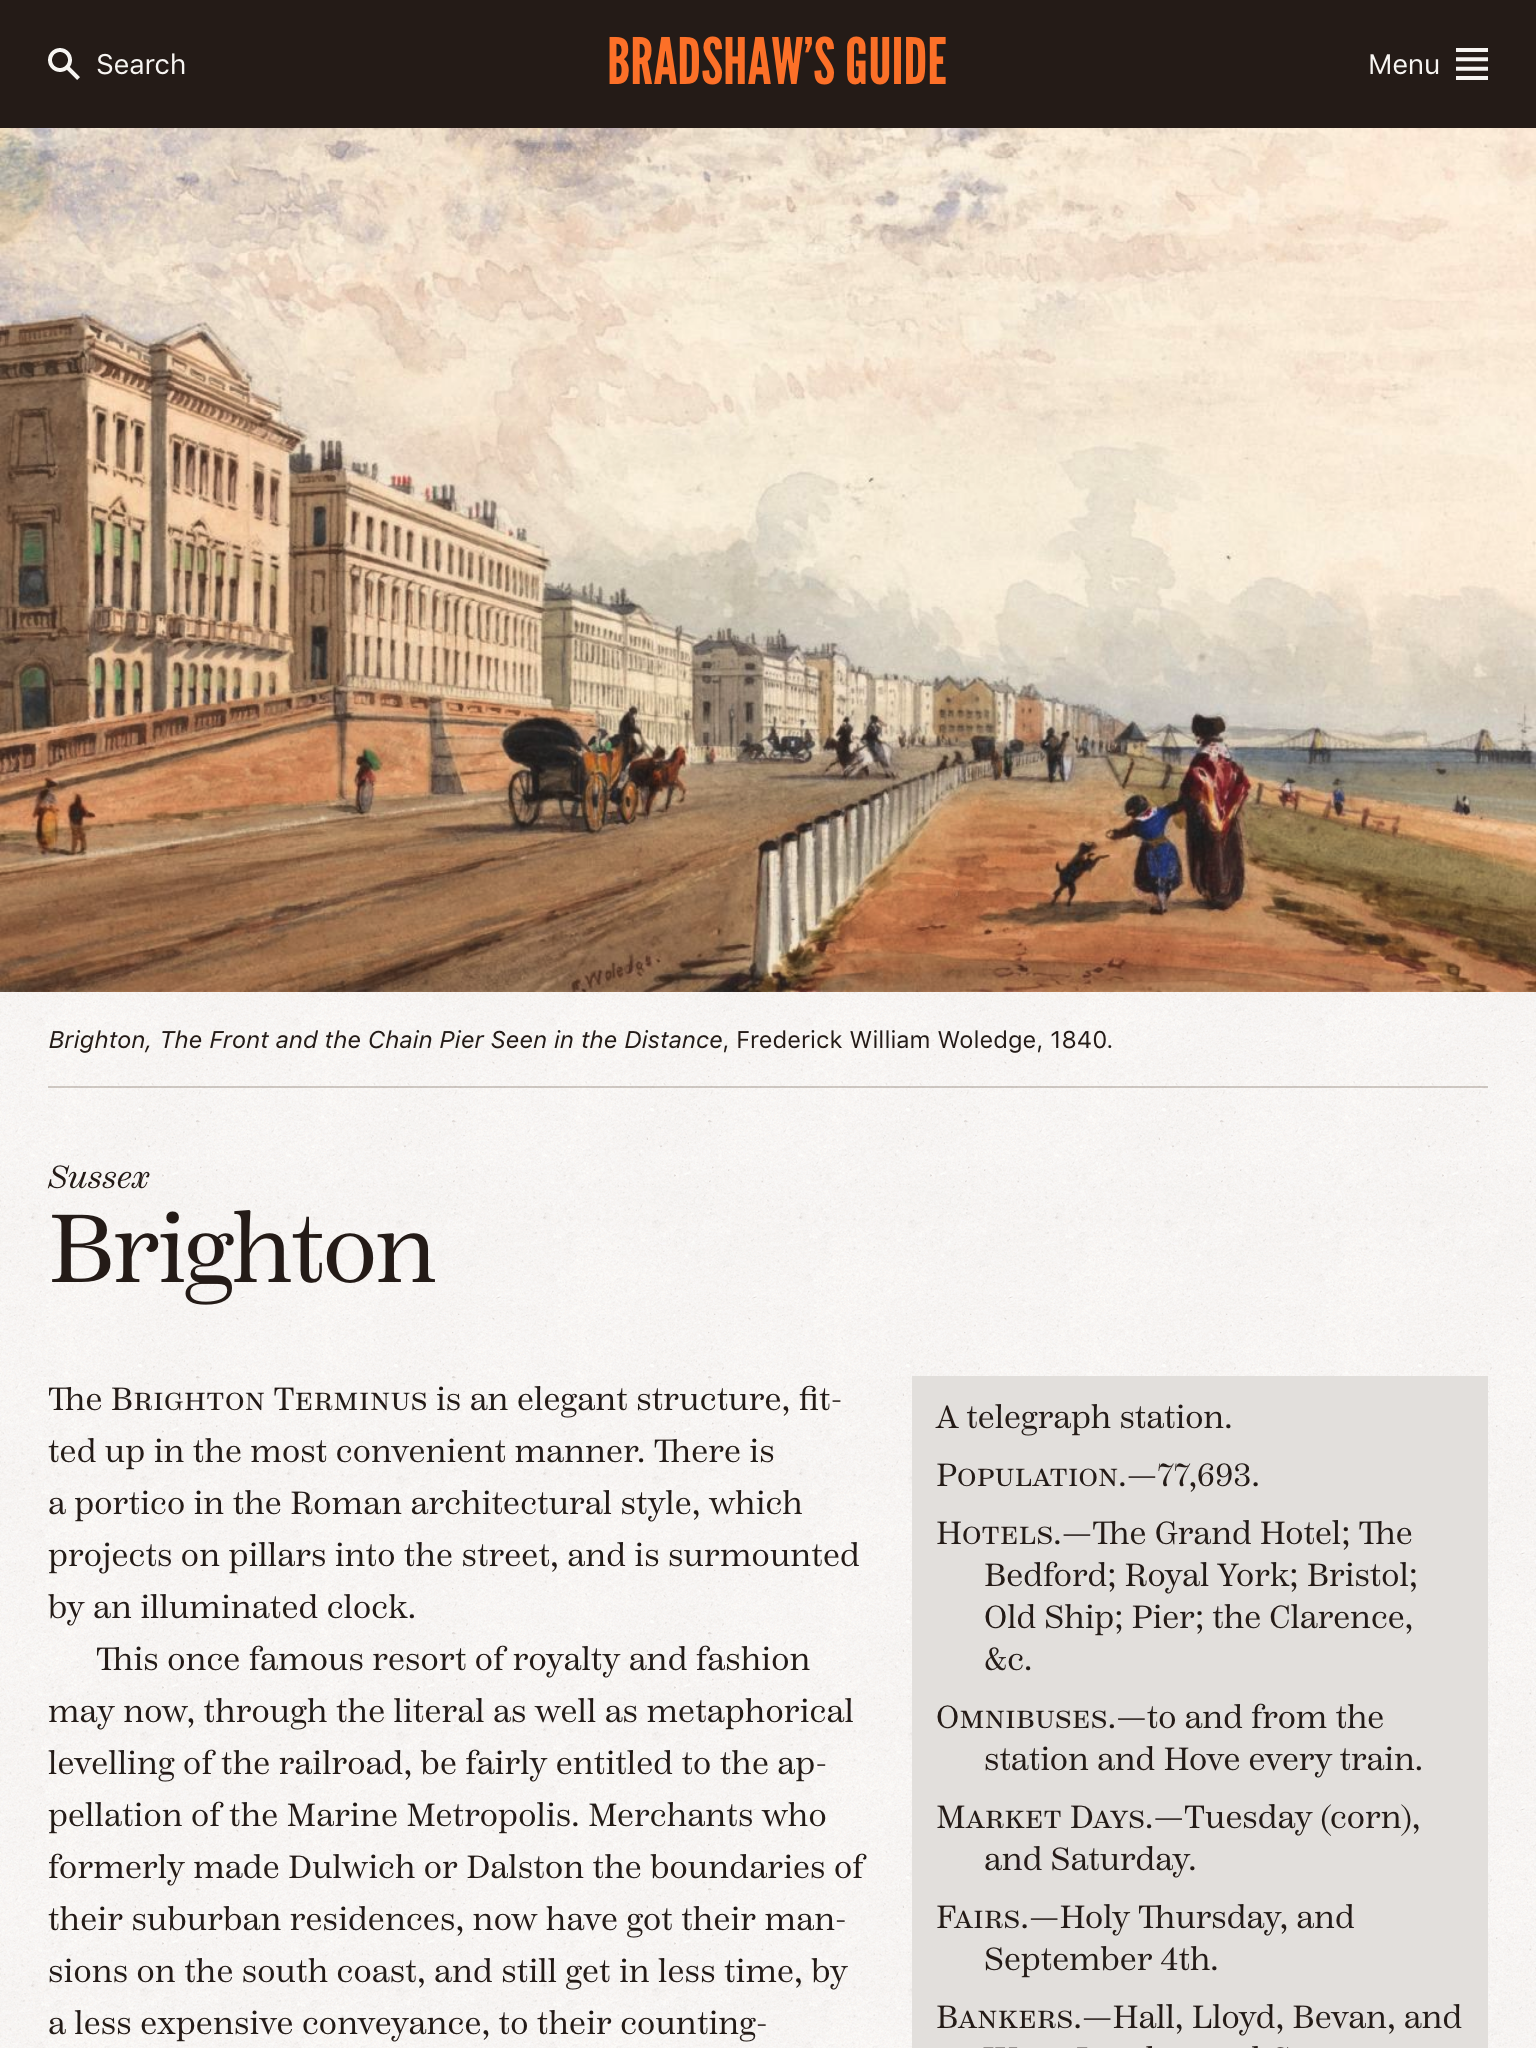 Search
BRADSHAW’S GUIDE
Menu
F. Woledge.
Brighton, The Front and the Chain Pier Seen in the Distance, Frederick William Woledge, 1840.
Sussex
Brighton
The Brighton Terminus is an elegant structure, fit-
ted up in the most convenient manner. There is
a portico in the Roman architectural style, which
projects on pillars into the street, and is surmounted
by an illuminated clock.
This once famous resort of royalty and fashion
may now, through the literal as well as metaphorical
levelling of the railroad, be fairly entitled to the ap-
pellation of the Marine Metropolis. Merchants who
formerly made Dulwich or Dalston the boundaries of
their suburban residences, now have got their man-
sions on the south coast, and still get in less time, by
a less expensive conveyance, to their counting-
A telegraph station.
Population.—77,693.
Hotels.—The Grand Hotel; The
Bedford; Royal York; Bristol;
Old Ship; Pier; the Clarence,
&c.
Omnibuses.—to and from the
station and Hove every train.
Market Days.—Tuesday (corn),
and Saturday.
Fairs.—Holy Thursday, and
September 4th.
Bankers.—Hall, Lloyd, Bevan, and